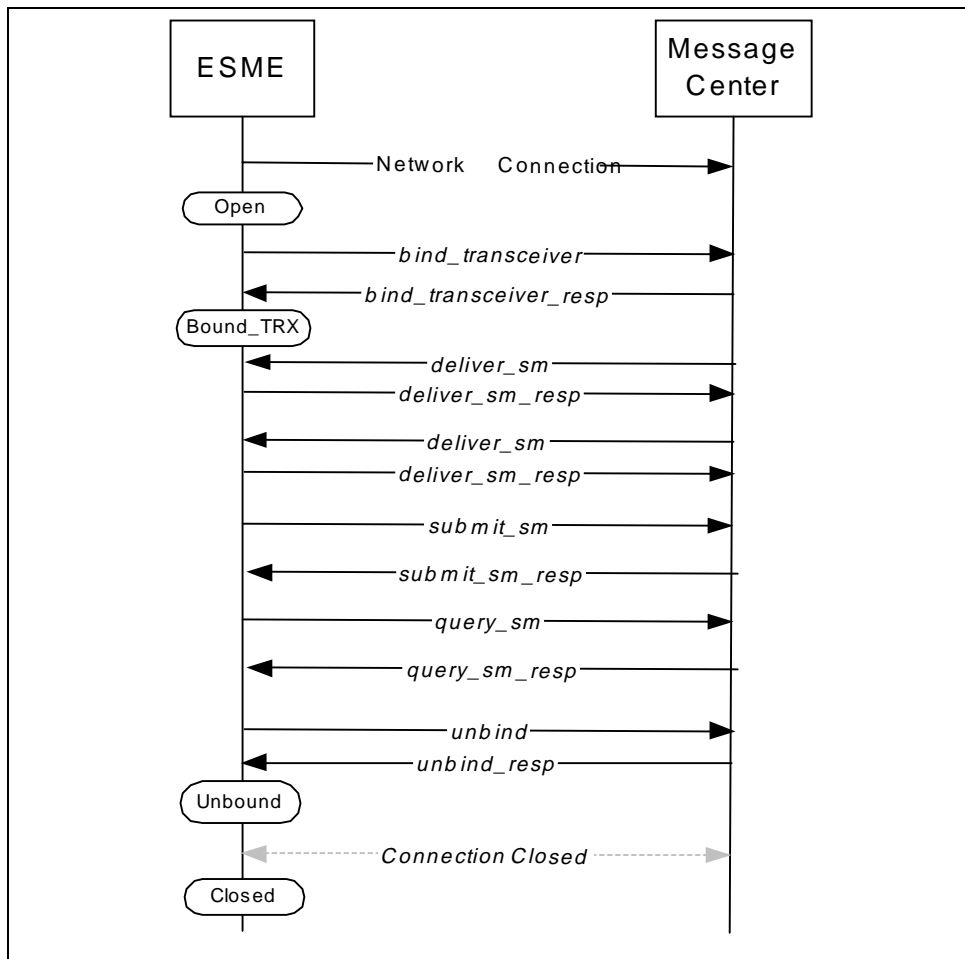 ESME
Message
Center
Network Connection
Open
bind_transceiver
bind_transceiver_resp
Bound_TRX
deliver_sm
deliver_sm_resp
deliver_sm
deliver_sm_resp
submit_sm
submit_sm_resp
query_sm
query_sm_resp
unbind
unbind_resp
Unbound
Connection Closed
Closed